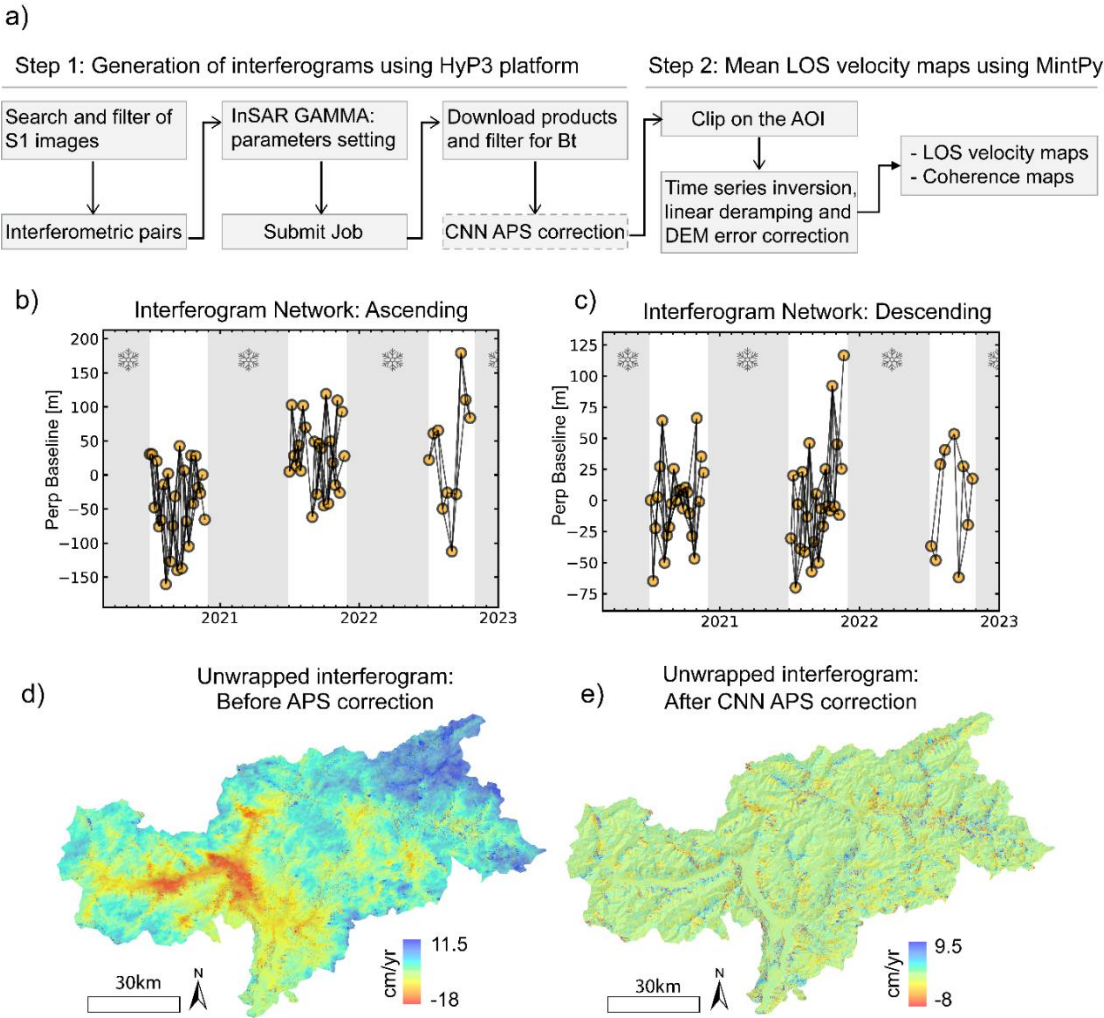 a)
Step 1: Generation of interferograms using HyP3 platform
Step 2: Mean LOS velocity maps using MintPy
Search and filter of
S1 images
Interferometric pairs
InSAR GAMMA:
parameters setting
Submit Job
Download products
and filter for Bt
CNN APS correction
Clip on the AOI
Time series inversion,
linear deramping and
DEM error correction
- LOS velocity maps
- Coherence maps
b)
Interferogram Network: Ascending
Perp Baseline [m]
200
150
100
50
0
−50
−100
−150
2021
2022
2023
c)
Interferogram Network: Descending
Perp Baseline [m]
125
100
75
50
25
0
−25
−50
−75
2021
2022
2023
d)
Unwrapped interferogram:
Before APS correction
30km
N
cm/yr
11.5
-18
e)
Unwrapped interferogram:
After CNN APS correction
30km
N
cm/yr
9.5
-8